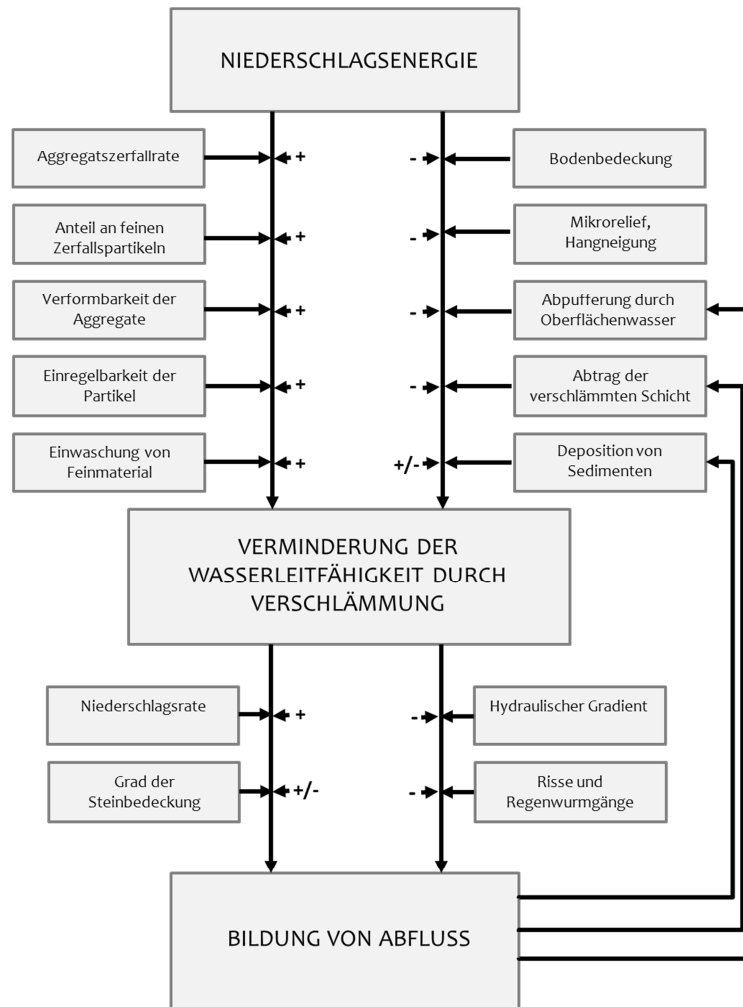 NIEDERSCHLAGSENERGIE
Aggregatszerfallrate
+
-
Bodenbedeckung
Anteil an feinen
Zerfallspartikeln
+
-
Mikrorelief,
Hangneigung
Verformbarkeit der
Aggregate
+
-
Abpufferung durch
Oberflächenwasser
Einregelbarkeit der
Partikel
+
-
Abtrag der
verschlämmten Schicht
Einwaschung von
Feinmaterial
+
+/-
Deposition von
Sedimenten
VERMINDERUNG DER
WASSERLEITFÄHIGKEIT DURCH
VERSCHLÄMMUNG
Niederschlagsrate
+
-
Hydraulischer Gradient
Grad der
Steinbedeckung
+/-
-
Risse und
Regenwurmgänge
BILDUNG VON ABFLUSS